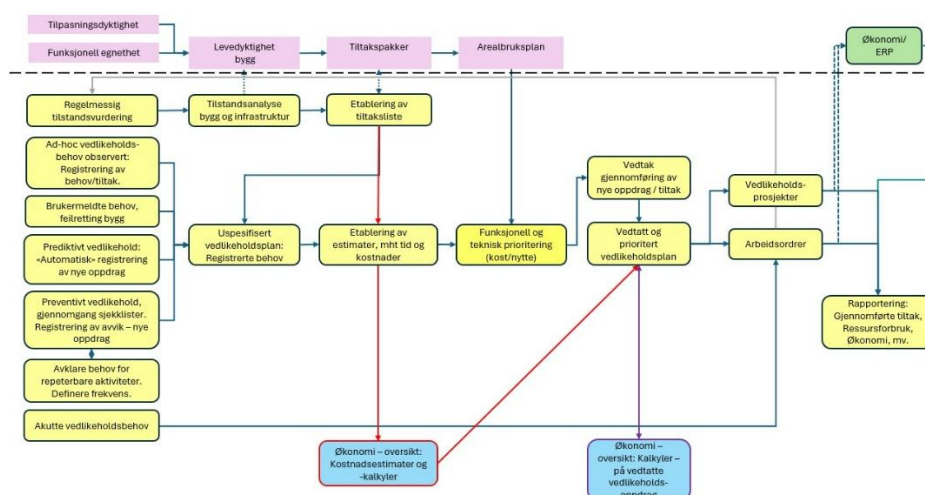 Tilpasningsdyktighet
Funksjonell egnethet
Levedyktighet
bygg
Tiltakspakker
Arealbruksplan
Økonomi/
ERP
Regelmessig
tilstandsvurdering
Tilstandsanalyse
bygg og infrastruktur
Etablering av
tiltaksliste
Ad-hoc vedlikeholds-
behov observert:
Registrering av
behov/tiltak.
Brukermeldte behov,
feilretting bygg
Prediktivt vedlikehold:
«Automatisk» registrering
av nye oppdrag
Preventivt vedlikehold,
gjennomgang sjekklister.
Registrering av avvik – nye
oppdrag
Avklare behov for
repeterbare aktiviteter.
Definere frekvens.
Akutte vedlikeholdsbehov
Uspesifisert
vedlikeholdsplan:
Registrerte behov
Etablering av
estimater, mht tid og
kostnader
Funksjonell og
teknisk prioritering
(kost/nytte)
Vedtak
gjennomføring av
nye oppdrag / tiltak
Vedtatt og
prioritert
vedlikeholdsplan
Vedlikeholds-
prosjekter
Arbeidsordrer
Rapportering:
Gjennomførte tiltak,
Ressursforbruk,
Økonomi, mv.
Økonomi –
oversikt:
Kostnadsestimater og
-kalkyler
Økonomi –
oversikt: Kalkyler –
på vedtatte
vedlikeholds-
oppdrag